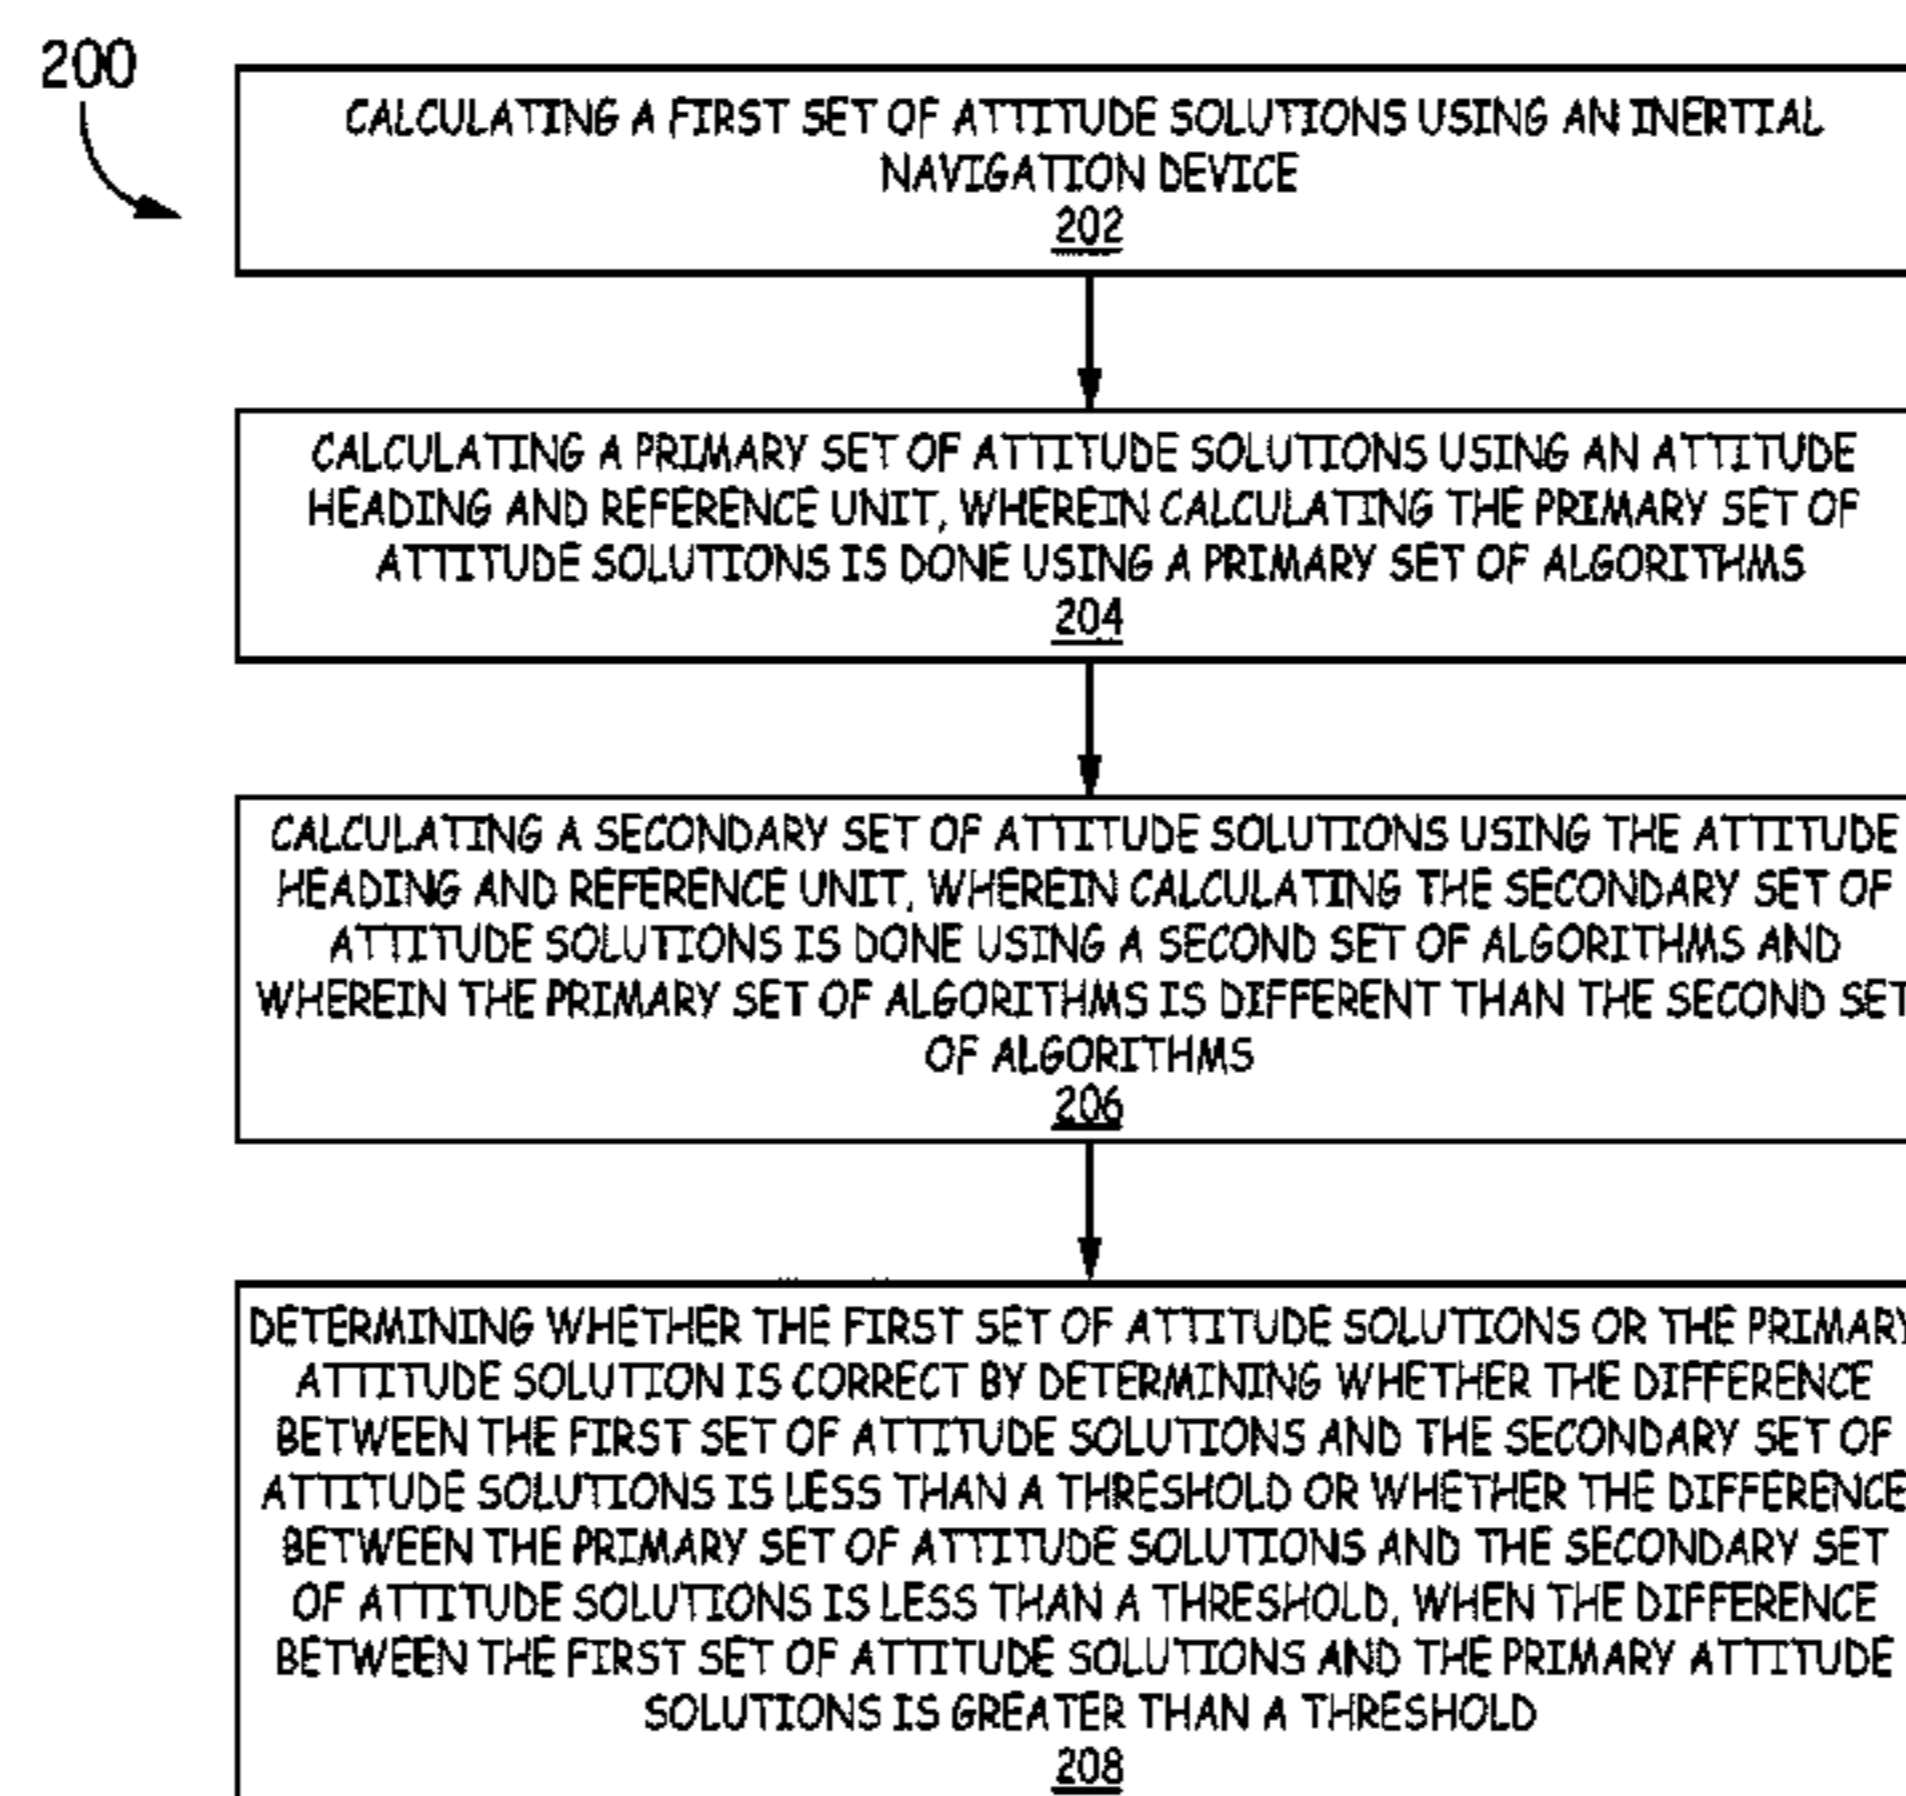 200
CALCULATING A FIRST SET OF ATTITUDE SOLUTIONS USING AN INERTIAL
NAVIGATION DEVICE
202
CALCULATING A PRIMARY SET OF ATTITUDE SOLUTIONS USING AN ATTITUDE
HEADING AND REFERENCE UNIT, WHEREIN CALCULATING THE PRIMARY SET OF
ATTITUDE SOLUTIONS IS DONE USING A PRIMARY SET OF ALGORITHMS
204
CALCULATING A SECONDARY SET OF ATTITUDE SOLUTIONS USING THE ATTITUDE
HEADING AND REFERENCE UNIT, WHEREIN CALCULATING THE SECONDARY SET OF
ATTITUDE SOLUTIONS IS DONE USING A SECOND SET OF ALGORITHMS AND
WHEREIN THE PRIMARY SET OF ALGORITHMS IS DIFFERENT THAN THE SECOND SET
OF ALGORITHMS
206
DETERMINING WHETHER THE FIRST SET OF ATTITUDE SOLUTIONS OR THE PRIMARY
ATTITUDE SOLUTION IS CORRECT BY DETERMINING WHETHER THE DIFFERENCE
BETWEEN THE FIRST SET OF ATTITUDE SOLUTIONS AND THE SECONDARY SET OF
ATTITUDE SOLUTIONS IS LESS THAN A THRESHOLD OR WHETHER THE DIFFERENCE
BETWEEN THE PRIMARY SET OF ATTITUDE SOLUTIONS AND THE SECONDARY SET
OF ATTITUDE SOLUTIONS IS LESS THAN A THRESHOLD, WHEN THE DIFFERENCE
BETWEEN THE FIRST SET OF ATTITUDE SOLUTIONS AND THE PRIMARY ATTITUDE
SOLUTIONS IS GREATER THAN A THRESHOLD
208